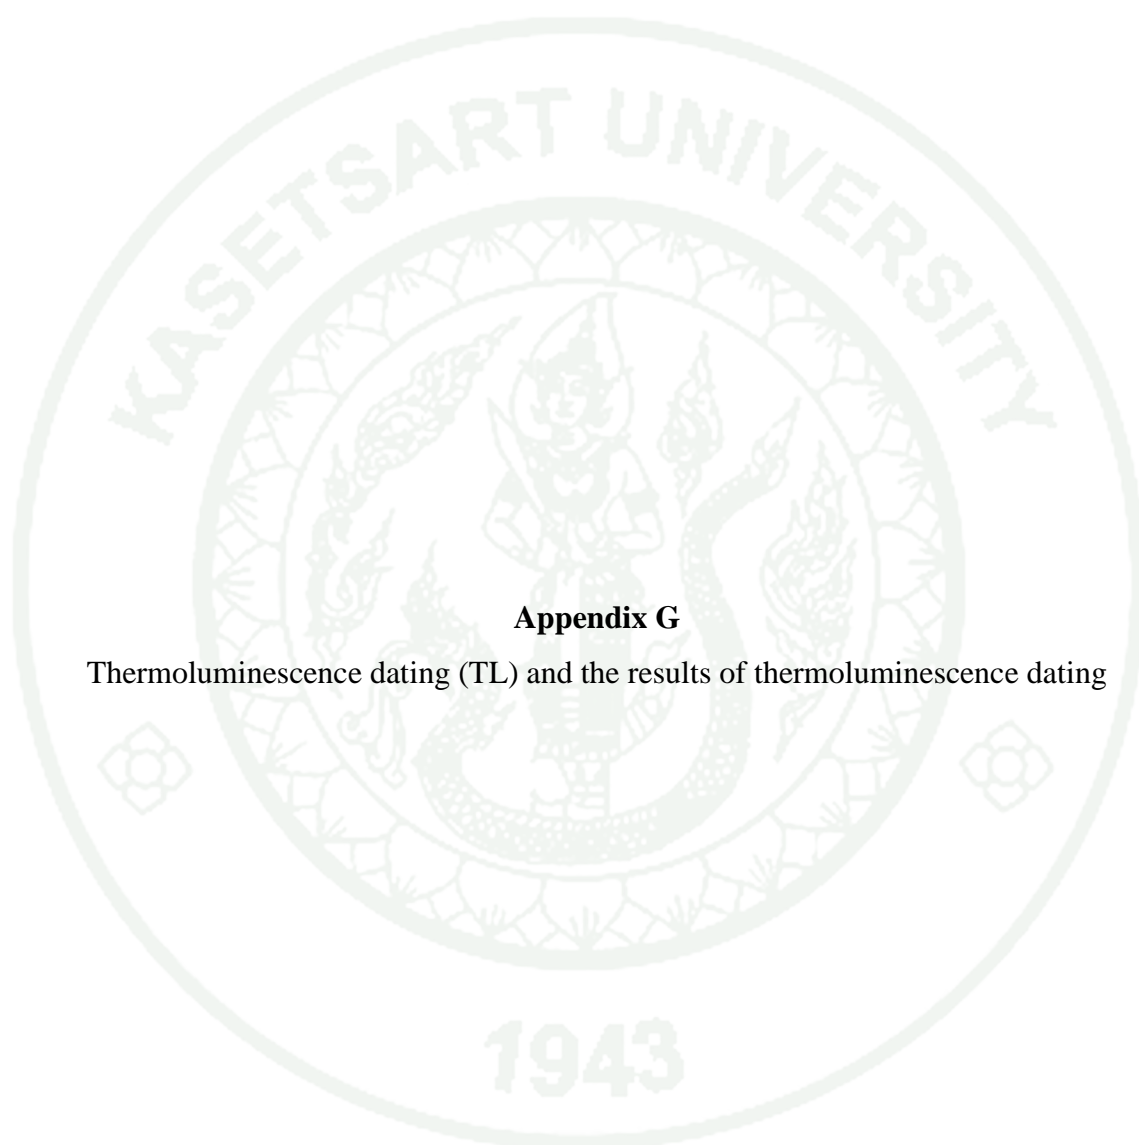 KASETSART UNIVERSITY
Appendix G
Thermoluminescence dating (TL) and the results of thermoluminescence dating
1943